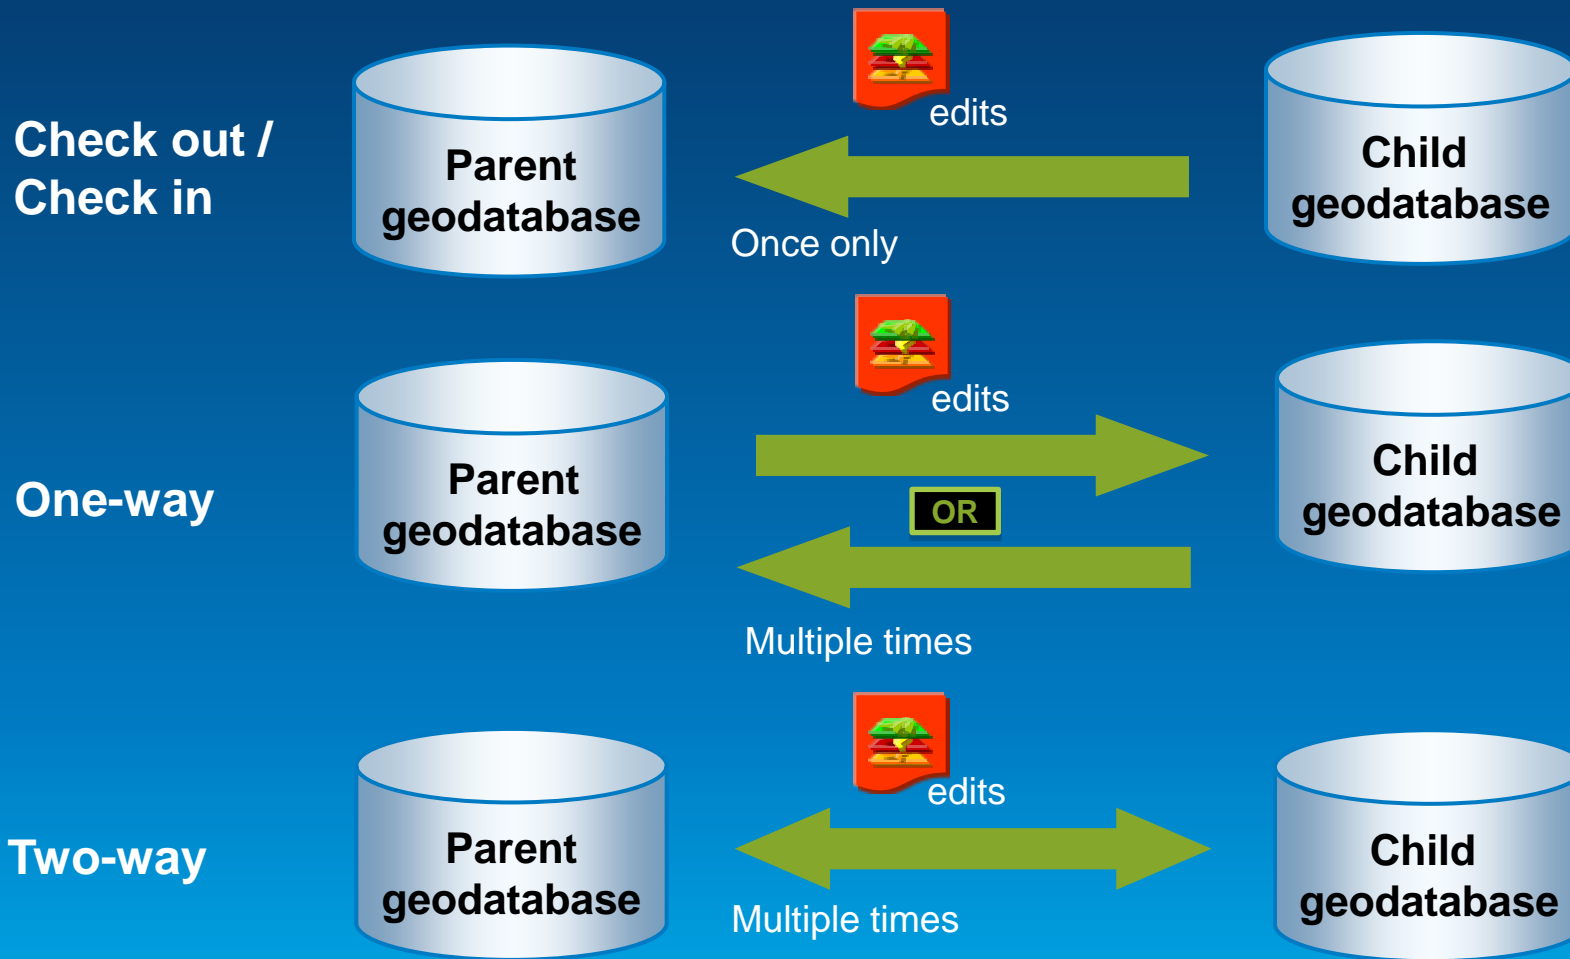 Check out /
Check in
Parent
geodatabase
edits
Once only
Child
geodatabase
One-way
Parent
geodatabase
edits
OR
Multiple times
Child
geodatabase
Two-way
Parent
geodatabase
edits
Multiple times
Child
geodatabase